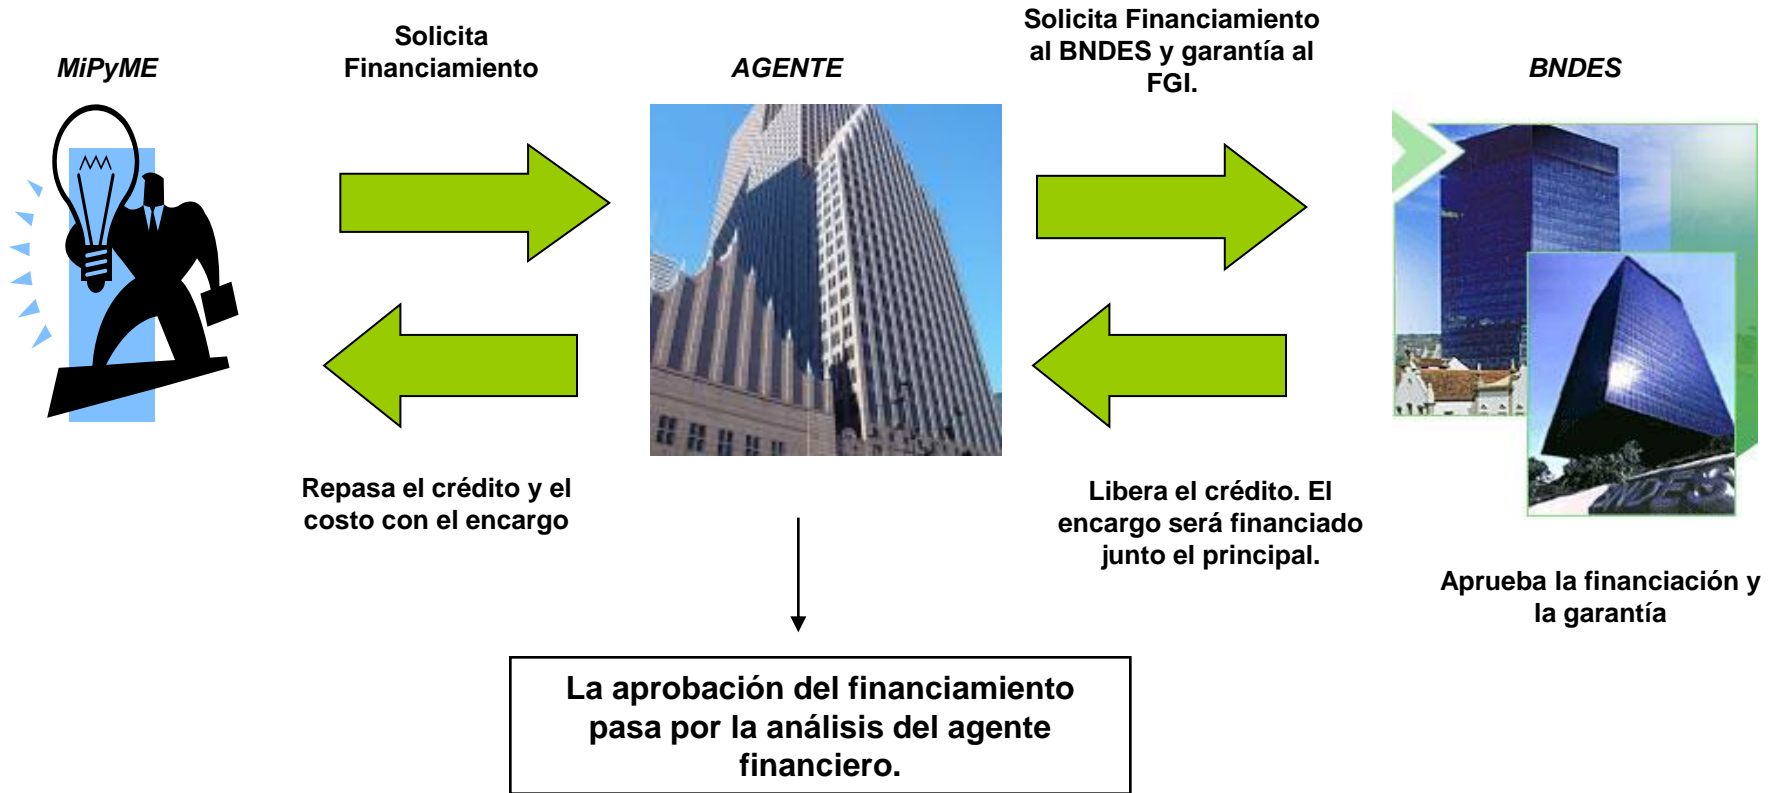 MiPyME
Solicita
Financiamiento
AGENTE
Solicita Financiamiento
al BNDES y garantía al
FGI.
BNDES
Repasa el crédito y el
costo con el encargo
Libera el crédito. El
encargo será financiado
junto el principal.
BNDES
Aprueba la financiación y
la garantía
La aprobación del financiamiento
pasa por la análisis del agente
financiero.